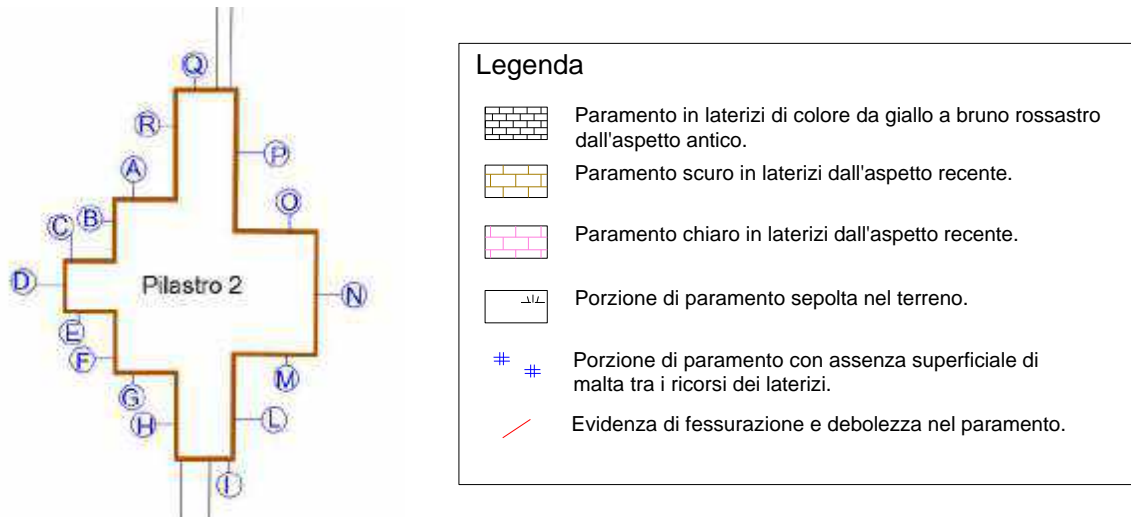 Q
R
P
A
O
B
C
Pilastro 2
D
N
E
F
M
G
H
L
I
Legenda
Paramento in laterizi di colore da giallo a bruno rossastro
dall'aspetto antico.
Paramento scuro in laterizi dall'aspetto recente.
Paramento chiaro in laterizi dall'aspetto recente.
Porzione di paramento sepolta nel terreno.
Porzione di paramento con assenza superficiale di
malta tra i ricorsi dei laterizi.
Evidenza di fessurazione e debolezza nel paramento.